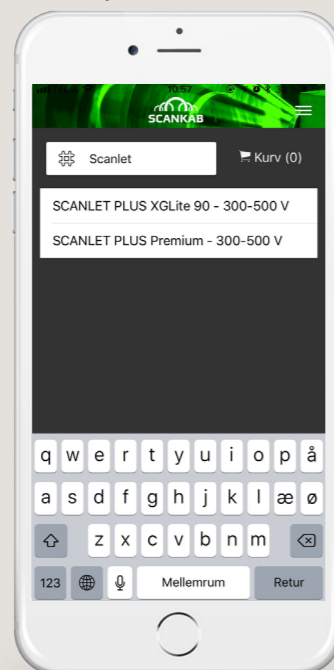 10:57
SCANKAB
Scanlet
Kurv (0)
SCANLET PLUS XGLite 90 - 300-500 V
SCANLET PLUS Premium - 300-500 V
q w e r t y u i o p å
a s d f g h j k l æ ø
z x c v b n m
123 Mellemrum Retur